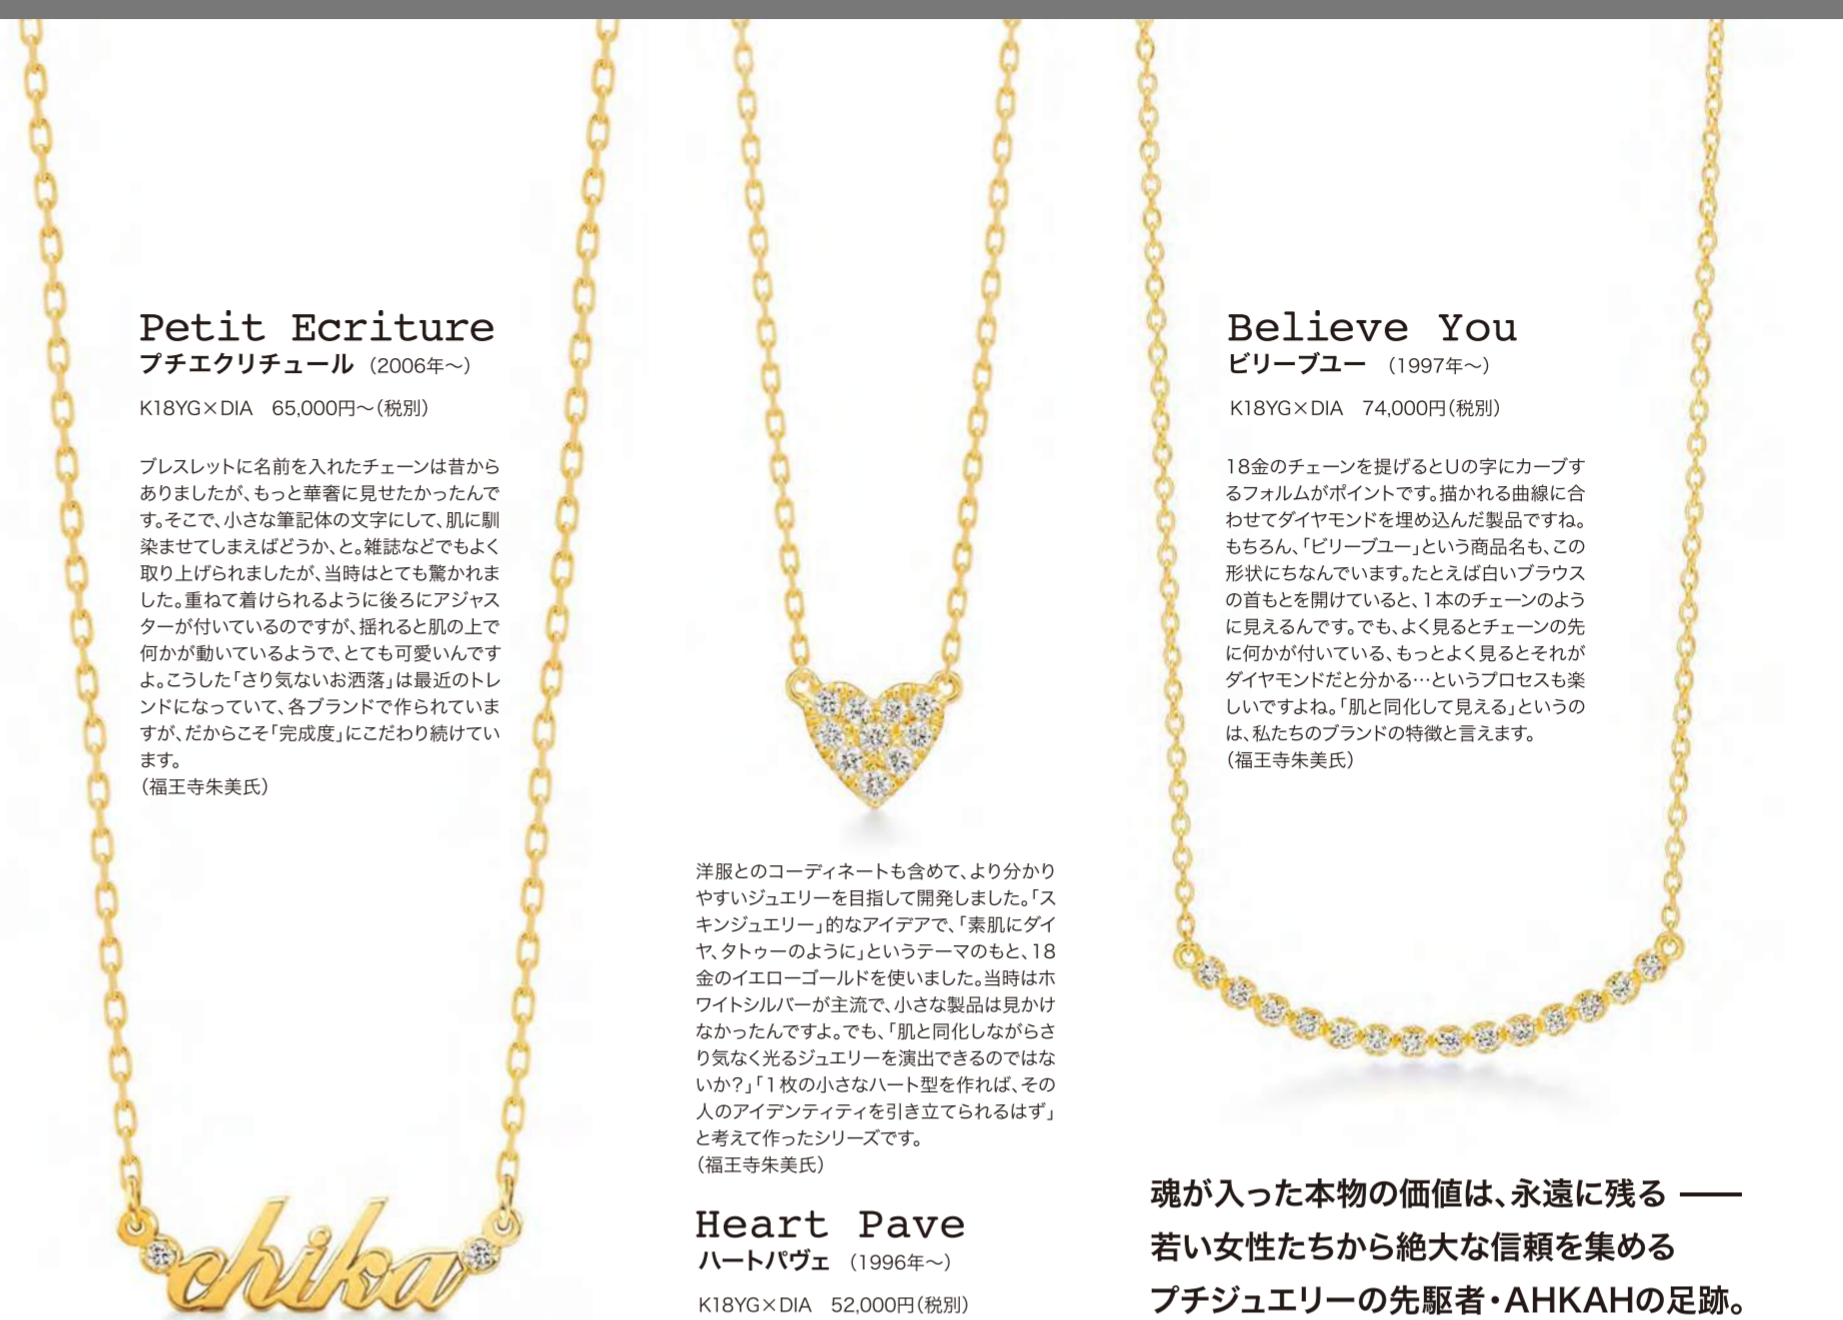 Petit Ecriture
プチエクリチュール（2006年〜）
K18YG×DIA　65,000円〜（税別）
ブレスレットに名前を入れたチェーンは昔から
ありましたが、もっと華奢に見せたかったんで
す。そこで、小さな筆記体の文字にして、肌に馴
染ませてしまえばどうか、と。雑誌などでもよく
取り上げられましたが、当時はとても驚かれま
した。重ねて着けられるように後ろにアジャス
ターが付いているのですが、揺れると肌の上で
何かが動いているようで、とても可愛いんです
よ。こうした「さり気ないお洒落」は最近のトレ
ンドになっていて、各ブランドで作られていま
すが、だからこそ「完成度」にこだわり続けてい
ます。
（福王寺朱美氏）
chika
洋服とのコーディネートも含めて、より分かり
やすいジュエリーを目指して開発しました。「ス
キンジュエリー」的なアイデアで、「素肌にダイ
ヤ、タトゥーのように」というテーマのもと、18
金のイエローゴールドを使いました。当時はホ
ワイトシルバーが主流で、小さな製品は見かけ
なかったんですよ。でも、「肌と同化しながらさ
り気なく光るジュエリーを演出できるのではな
いか？」「1枚の小さなハート型を作れば、その
人のアイデンティティを引き立てられるはず」
と考えて作ったシリーズです。
（福王寺朱美氏）
Heart Pave
ハートパヴェ（1996年〜）
K18YG×DIA　52,000円（税別）
Believe You
ビリーブユー（1997年〜）
K18YG×DIA　74,000円（税別）
18金のチェーンを提げるとUの字にカーブす
るフォルムがポイントです。描かれる曲線に合
わせてダイヤモンドを埋め込んだ製品ですね。
もちろん、「ビリーブユー」という商品名も、この
形状にちなんでいます。たとえば白いブラウス
の首もとを開けていると、1本のチェーンのよう
に見えるんです。でも、よく見るとチェーンの先
に何かが付いている、もっとよく見るとそれが
ダイヤモンドだと分かる…というプロセスも楽
しいですよね。「肌と同化して見える」というの
は、私たちのブランドの特徴と言えます。
（福王寺朱美氏）
魂が入った本物の価値は、永遠に残る ──
若い女性たちから絶大な信頼を集める
プチジュエリーの先駆者・AHKAHの足跡。